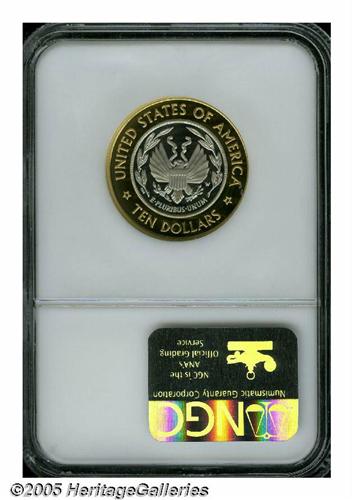 UNITED STATES OF AMERICA
E·PLURIBUS·UNUM
☆ TEN DOLLARS ☆
NGC is the
ANA's
Official Grading
Service
Numismatic Guaranty Corporation
NGC
©2005 HeritageGalleries